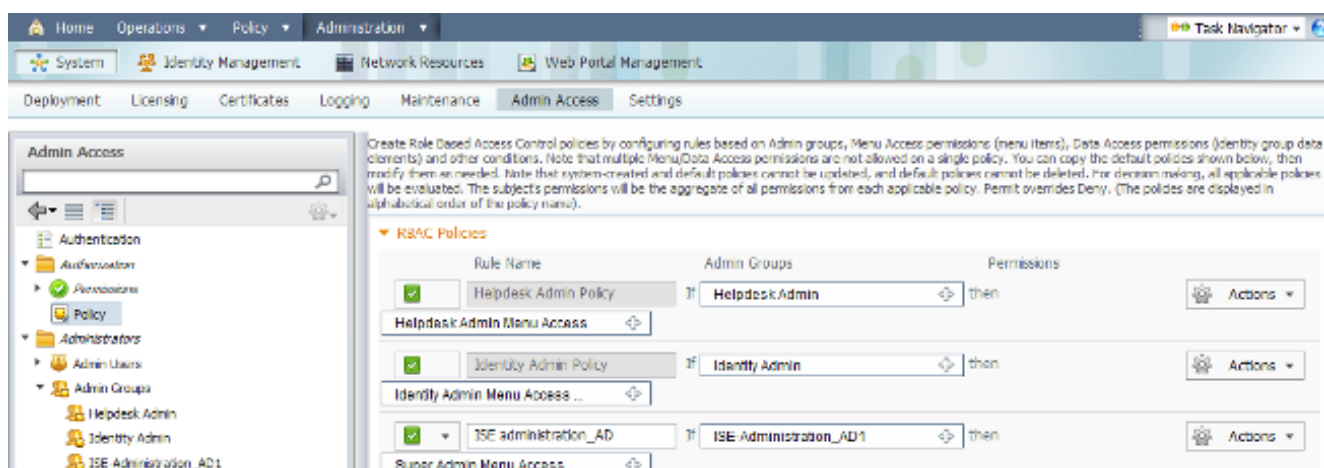 Home Operations Policy Administration Task Navigator
System Identity Management Network Resources Web Portal Management
Deployment Licensing Certificates Logging Maintenance Admin Access Settings
Admin Access
Authentication
Authorization
Permissions
Policy
Administrators
Admin Users
Admin Groups
Helpdesk Admin
Identity Admin
ISE Administration_AD1
Create Role Based Access Control policies by configuring rules based on Admin groups, Menu Access permissions (menu items), Data Access permissions (identity group data
elements) and other conditions. Note that multiple Menu/Data Access permissions are not allowed on a single policy. You can copy the default policies shown below, then
modify them as needed. Note that system-created and default policies cannot be updated, and default policies cannot be deleted. For decision making, all applicable policies
will be evaluated. The subject's permissions will be the aggregate of all permissions from each applicable policy. Permit overrides Deny. (The policies are displayed in
alphabetical order of the policy name).
RBAC Policies
Rule Name Admin Groups Permissions
Helpdesk Admin Policy If Helpdesk Admin then Actions
Helpdesk Admin Menu Access
Identity Admin Policy If Identity Admin then Actions
Identity Admin Menu Access ...
ISE administration_AD If ISE-Administration_AD1 then Actions
Super Admin Menu Access